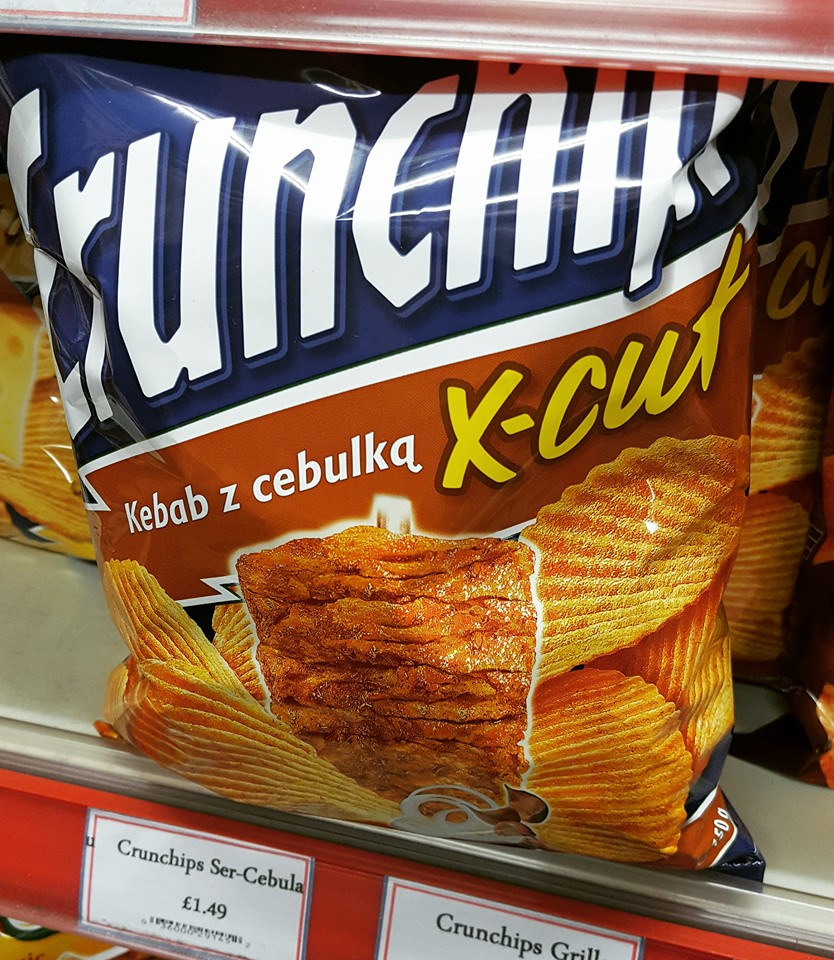 Crunchips
X-cut
Kebab z cebulką
Crunchips Ser-Cebula
£1.49
Crunchips Grill